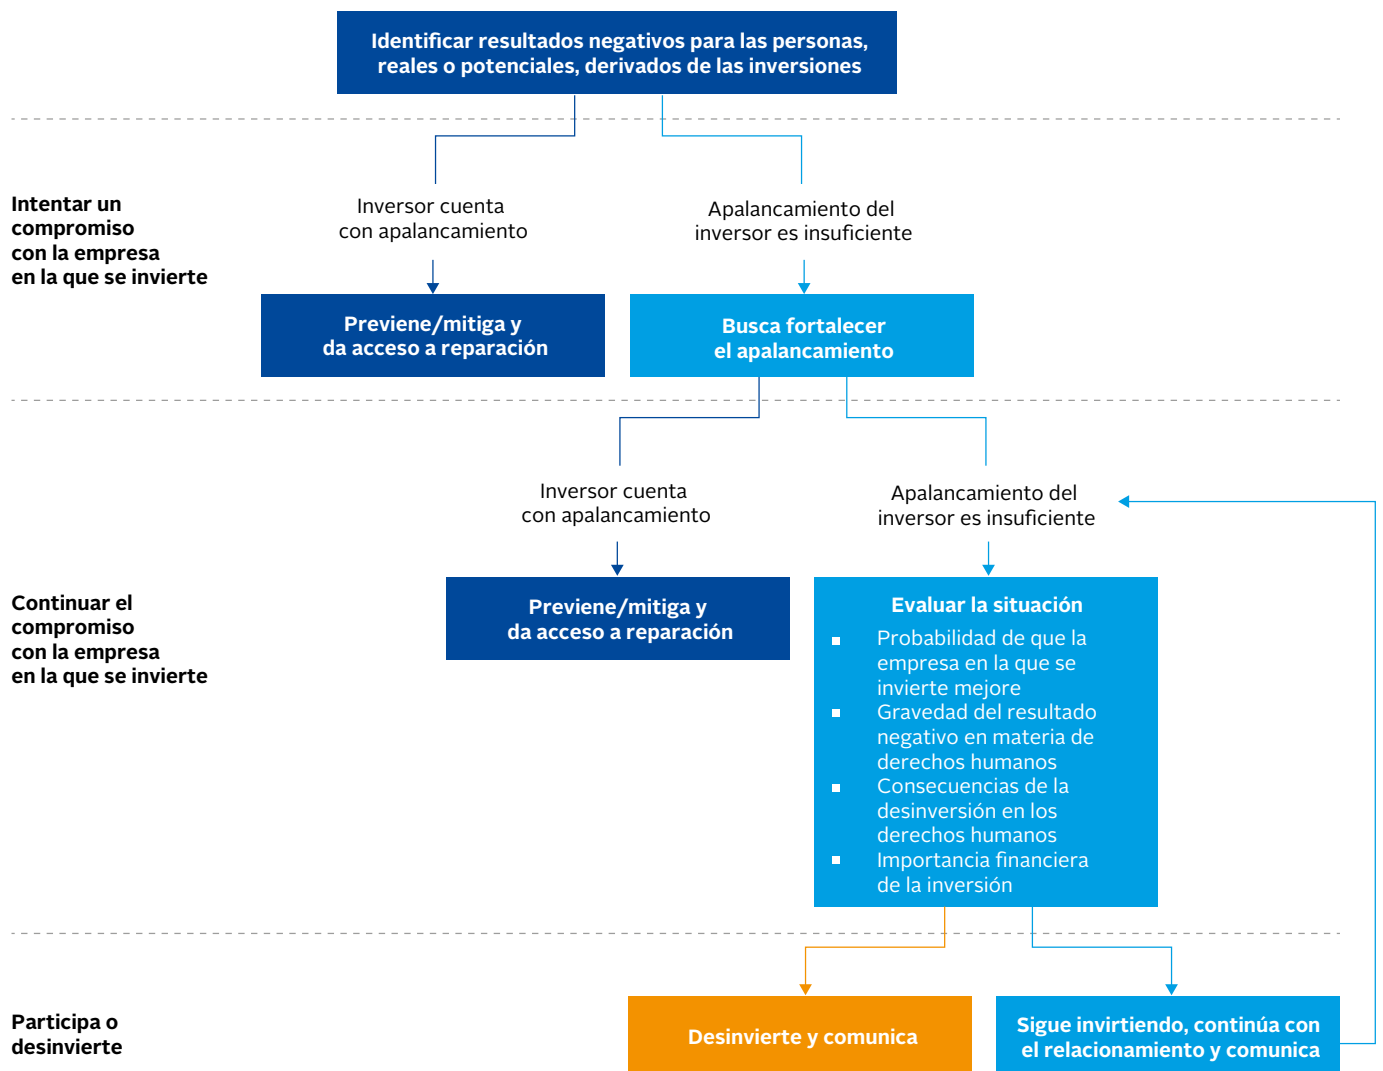 Identificar resultados negativos para las personas,
reales o potenciales, derivados de las inversiones
Intentar un
compromiso
con la empresa
en la que se invierte
Inversor cuenta
con apalancamiento
Apalancamiento del
inversor es insuficiente
Previene/mitiga y
da acceso a reparación
Busca fortalecer
el apalancamiento
Continuar el
compromiso
con la empresa
en la que se invierte
Inversor cuenta
con apalancamiento
Apalancamiento del
inversor es insuficiente
Previene/mitiga y
da acceso a reparación
Evaluar la situación
▪ Probabilidad de que la
empresa en la que se
invierte mejore
▪ Gravedad del resultado
negativo en materia de
derechos humanos
▪ Consecuencias de la
desinversión en los
derechos humanos
▪ Importancia financiera
de la inversión
Participa o
desinvierte
Desinvierte y comunica
Sigue invirtiendo, continúa con
el relacionamiento y comunica